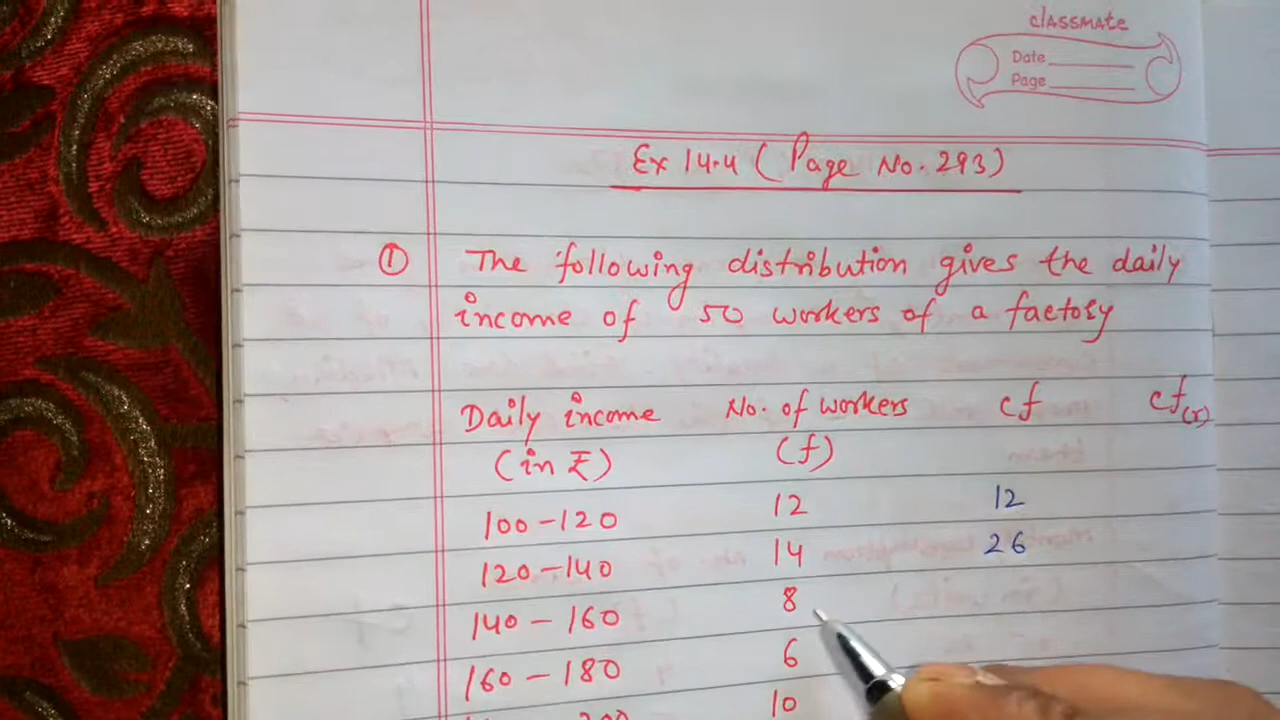 classmate
Date
Page
Ex 14.4 (Page No. 293)
① The following distribution gives the daily
income of 50 workers of a factory
Daily income No. of workers cf cf(r)
(in ₹) (f)
100-120 12 12
120-140 14 26
140-160 8
160-180 6
200 10